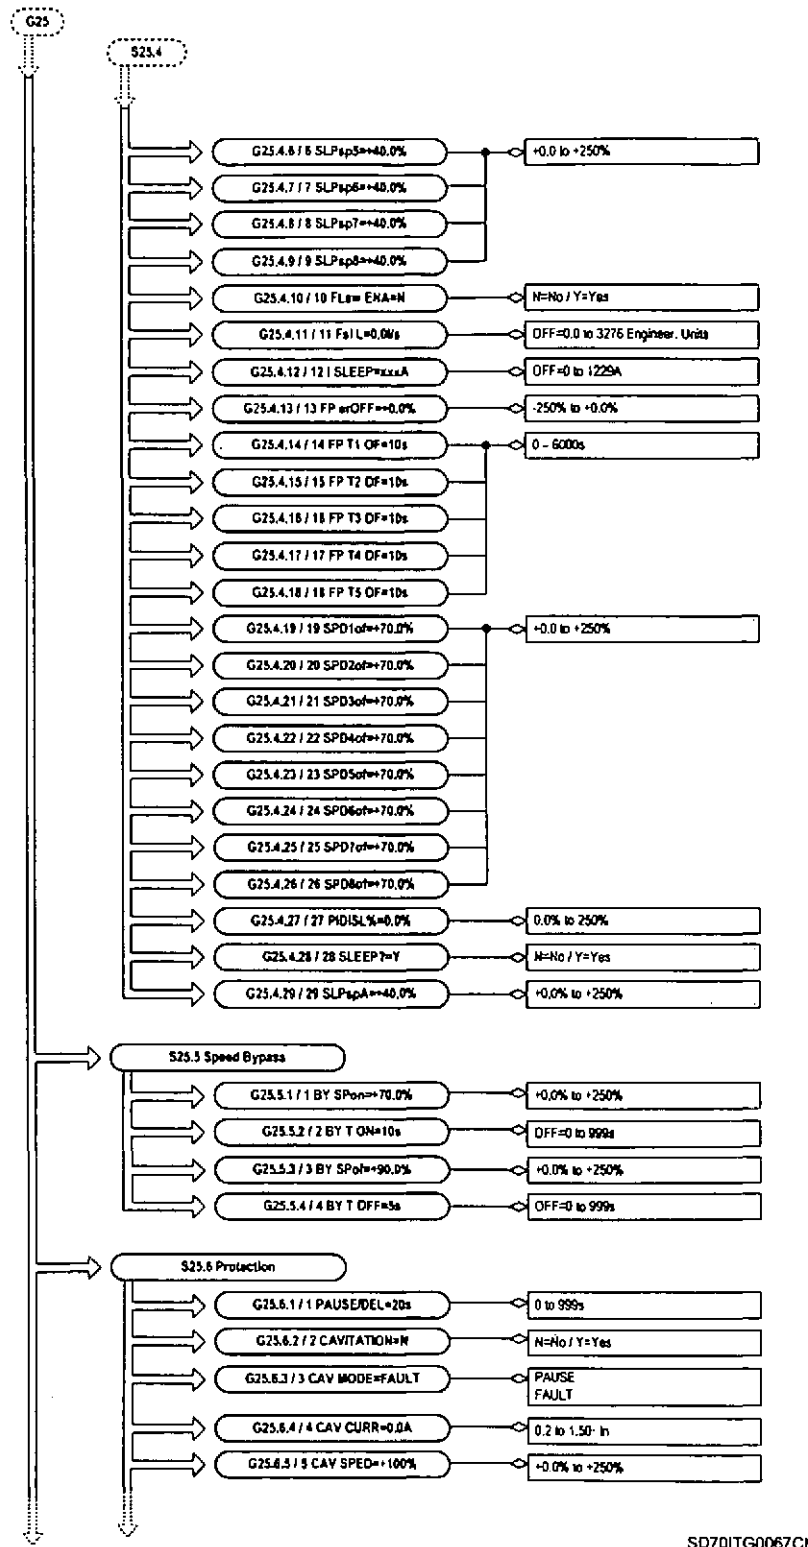 G25
S25.4
G25.4.6 / 6 SLPsp5=+40.0%
+0.0 to +250%
G25.4.7 / 7 SLPsp6=+40.0%
G25.4.8 / 8 SLPsp7=+40.0%
G25.4.9 / 9 SLPsp8=+40.0%
G25.4.10 / 10 FLsw ENA=N
N=No / Y=Yes
G25.4.11 / 11 Fsl L=0.0l/s
OFF=0.0 to 3276 Engineer. Units
G25.4.12 / 12 I SLEEP=xxxA
OFF=0 to 1229A
G25.4.13 / 13 FP erOFF=+0.0%
-250% to +0.0%
G25.4.14 / 14 FP T1 OF=10s
0 – 6000s
G25.4.15 / 15 FP T2 OF=10s
G25.4.16 / 16 FP T3 OF=10s
G25.4.17 / 17 FP T4 OF=10s
G25.4.18 / 18 FP T5 OF=10s
G25.4.19 / 19 SPD1of=+70.0%
+0.0 to +250%
G25.4.20 / 20 SPD2of=+70.0%
G25.4.21 / 21 SPD3of=+70.0%
G25.4.22 / 22 SPD4of=+70.0%
G25.4.23 / 23 SPD5of=+70.0%
G25.4.24 / 24 SPD6of=+70.0%
G25.4.25 / 25 SPD7of=+70.0%
G25.4.26 / 26 SPD8of=+70.0%
G25.4.27 / 27 PIDISL%=0.0%
0.0% to 250%
G25.4.28 / 28 SLEEP?=Y
N=No / Y=Yes
G25.4.29 / 29 SLPspA=+40.0%
+0.0% to +250%
S25.5 Speed Bypass
G25.5.1 / 1 BY SPon=+70.0%
+0.0% to +250%
G25.5.2 / 2 BY T ON=10s
OFF=0 to 999s
G25.5.3 / 3 BY SPof=+90.0%
+0.0% to +250%
G25.5.4 / 4 BY T OFF=5s
OFF=0 to 999s
S25.6 Protection
G25.6.1 / 1 PAUSE/DEL=20s
0 to 999s
G25.6.2 / 2 CAVITATION=N
N=No / Y=Yes
G25.6.3 / 3 CAV MODE=FAULT
PAUSE
FAULT
G25.6.4 / 4 CAV CURR=0.0A
0.2 to 1.50· In
G25.6.5 / 5 CAV SPED=+100%
+0.0% to +250%